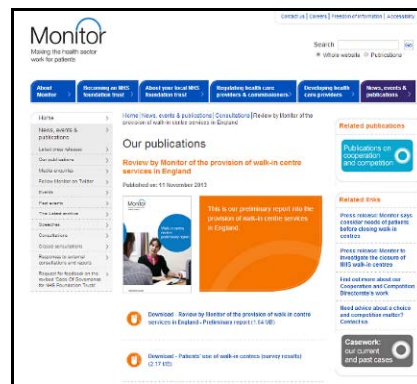 Contact us | Careers | Freedom of Information | Accessibility
Monitor
Making the health sector
work for patients
Search
Go
Whole website
Publications
About
Monitor
Becoming an NHS
foundation trust
About your local NHS
foundation trust
Regulating health care
providers & commissioners
Developing health
care providers
News, events &
publications
Home
News, events &
publications
Latest press releases
Our publications
Media enquiries
Follow Monitor on Twitter
Events
Past events
Speeches
Consultations
Closed consultations
Responses to external
consultations and reports
Request for feedback on the
revised 'Code Of Governance
for NHS Foundation Trusts'
Home |News, events & publications| Consultations |Review by Monitor of the
provision of walk-in centre services in England
Our publications
Review by Monitor of the provision of walk-in centre
services in England
Published on: 11 November 2013
Monitor
This is our preliminary report into the
provision of walk-in centre services
in England
Download - Review by Monitor of the provision of walk-in centre
services in England - Preliminary report (1.64 MB)
Download - Patients' use of walk-in centres (survey results)
(2.17 MB)
Related publications
Publications on
cooperation
and competition
Related links
Press release: Monitor says
consider needs of patients
before closing walk-in
centres
Press release: Monitor to
investigate the closure of
NHS walk-in centres
Find out more about our
Cooperation and Competition
Directorate's work
Need advice about a choice
and competition matter?
Contact us
Casework:
our current
and past cases